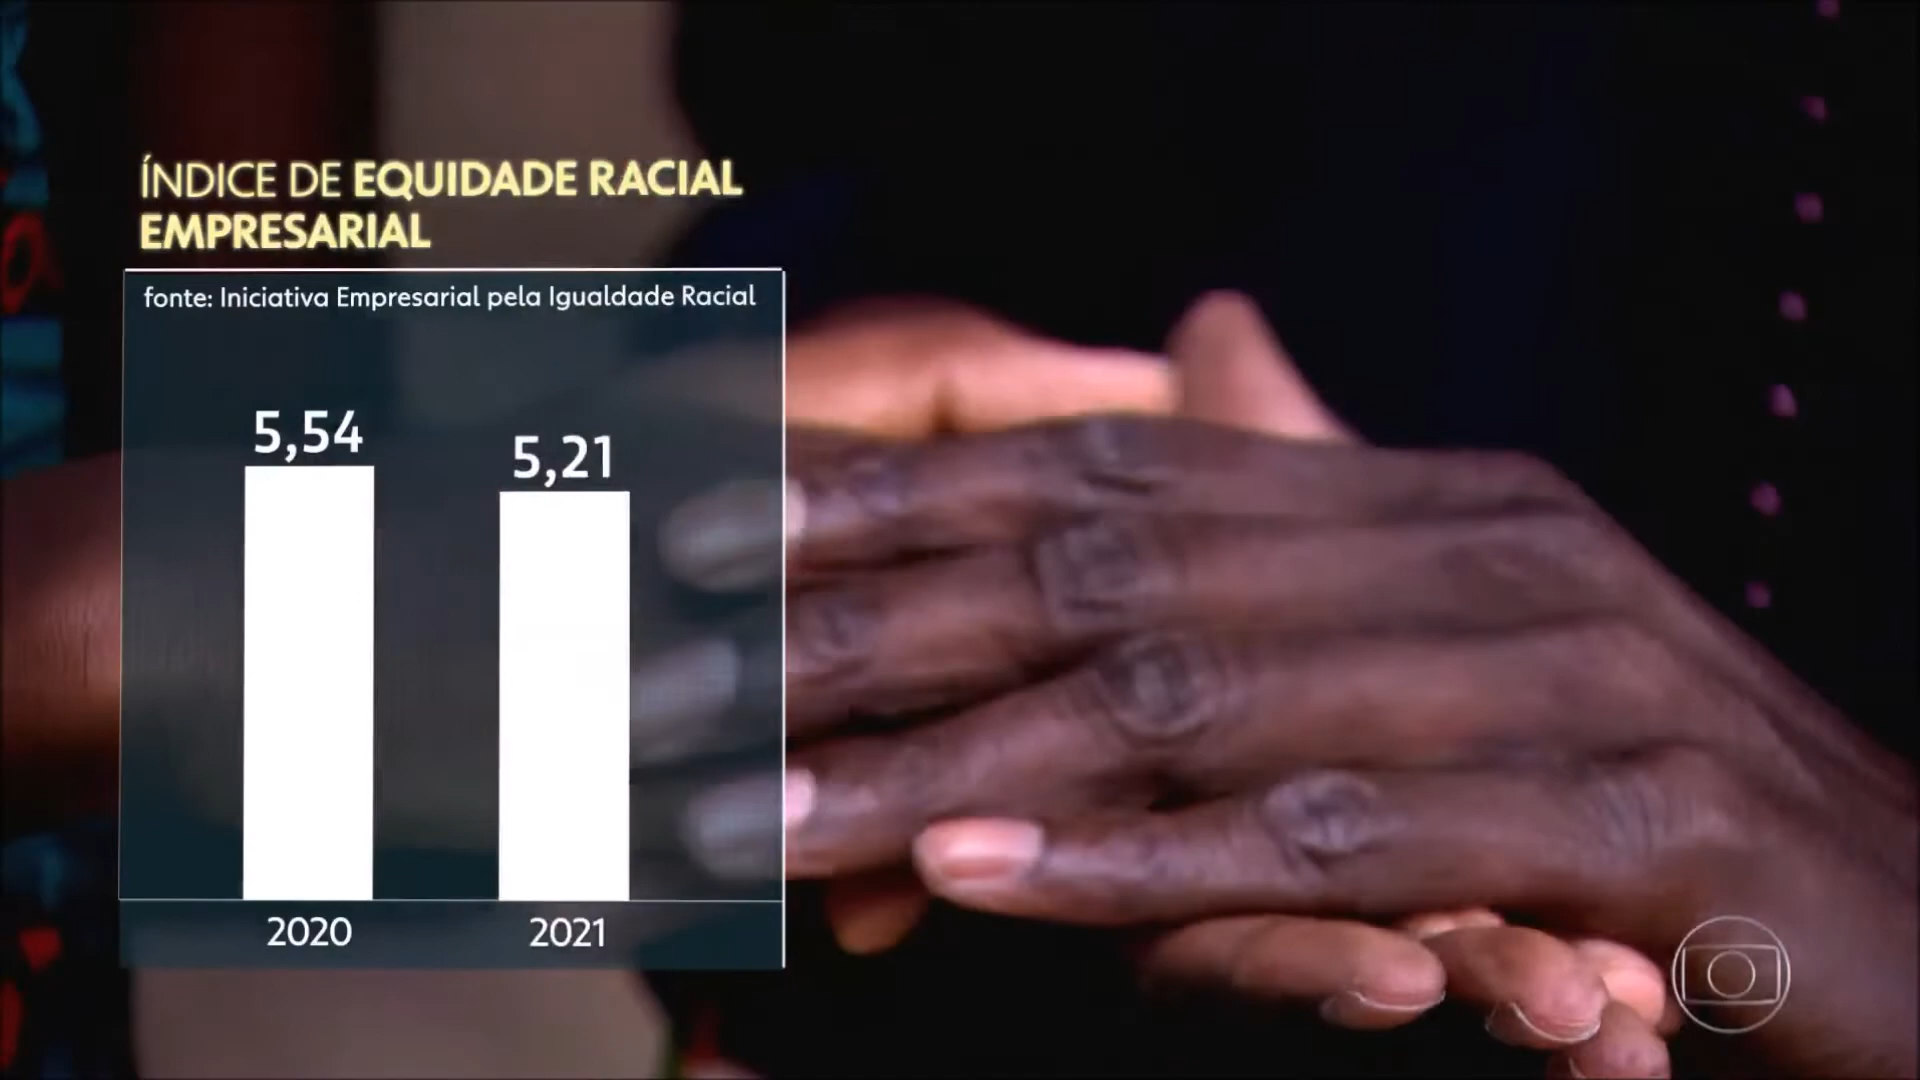 ÍNDICE DE EQUIDADE RACIAL
EMPRESARIAL
fonte: Iniciativa Empresarial pela Igualdade Racial
5,54
5,21
2020
2021